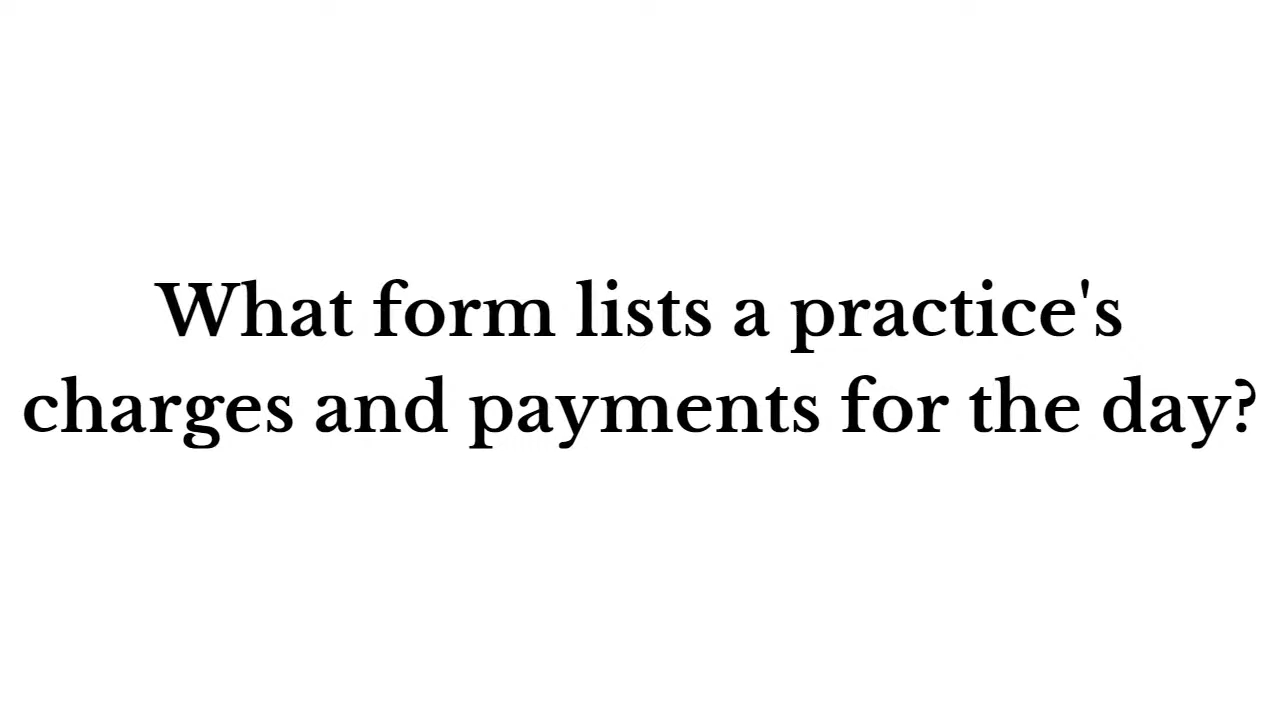 What form lists a practice's
charges and payments for the day?